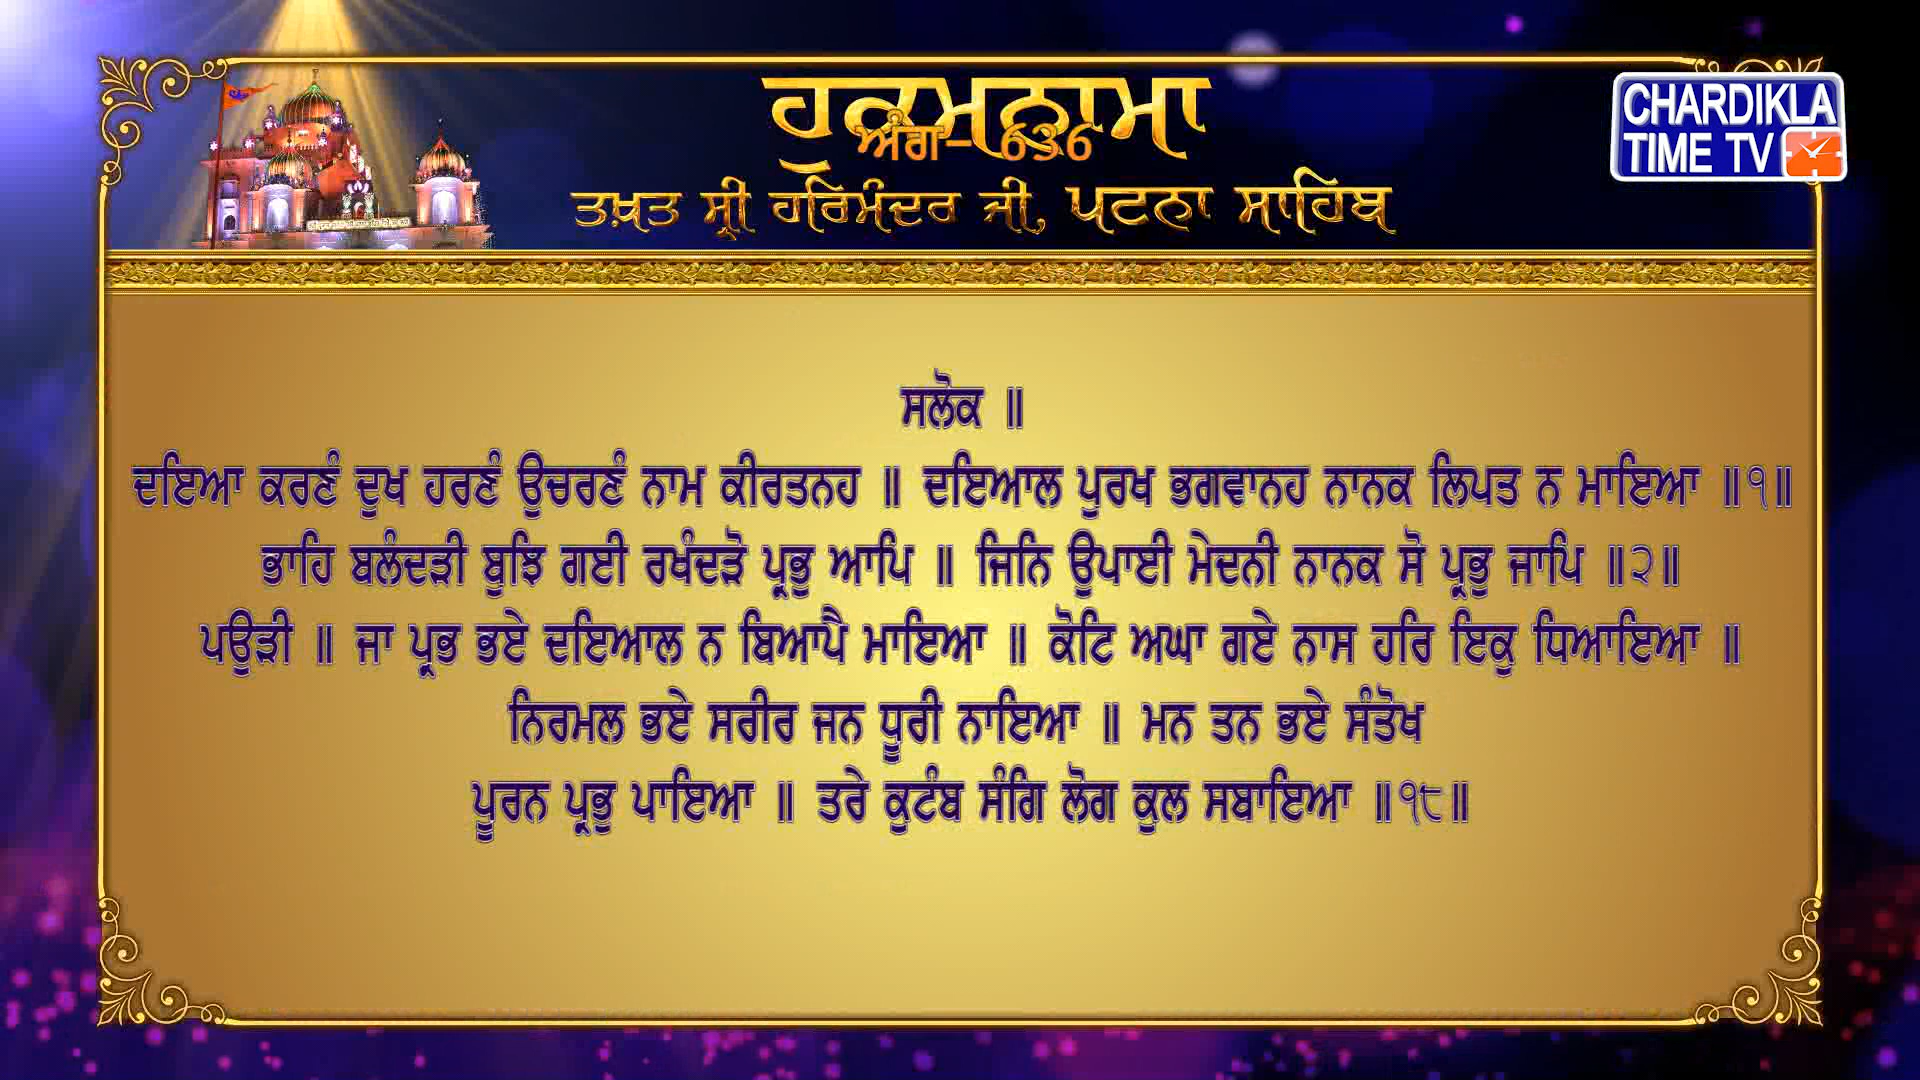 ਹੁਕਮਨਾਮਾ
ਅੰਗ- 636
ਤਖ਼ਤ ਸ੍ਰੀ ਹਰਿਮੰਦਰ ਜੀ, ਪਟਨਾ ਸਾਹਿਬ
CHARDIKLA
TIME TV
ਸਲੋਕ ॥
ਦਇਆ ਕਰਣੰ ਦੁਖ ਹਰਣੰ ਉਚਰਣੰ ਨਾਮ ਕੀਰਤਨਹ ॥ ਦਇਆਲ ਪੁਰਖ ਭਗਵਾਨਹ ਨਾਨਕ ਲਿਪਤ ਨ ਮਾਇਆ ॥੧॥
ਭਾਹਿ ਬਲੰਦੜੀ ਬੁਝਿ ਗਈ ਰਖੰਦੜੋ ਪ੍ਰਭੁ ਆਪਿ ॥ ਜਿਨਿ ਉਪਾਈ ਮੇਦਨੀ ਨਾਨਕ ਸੋ ਪ੍ਰਭੁ ਜਾਪਿ ॥੨॥
ਪਉੜੀ ॥ ਜਾ ਪ੍ਰਭ ਭਏ ਦਇਆਲ ਨ ਬਿਆਪੈ ਮਾਇਆ ॥ ਕੋਟਿ ਅਘਾ ਗਏ ਨਾਸ ਹਰਿ ਇਕੁ ਧਿਆਇਆ ॥
ਨਿਰਮਲ ਭਏ ਸਰੀਰ ਜਨ ਧੂਰੀ ਨਾਇਆ ॥ ਮਨ ਤਨ ਭਏ ਸੰਤੋਖ
ਪੂਰਨ ਪ੍ਰਭੁ ਪਾਇਆ ॥ ਤਰੇ ਕੁਟੰਬ ਸੰਗਿ ਲੋਗ ਕੁਲ ਸਬਾਇਆ ॥੧੮॥